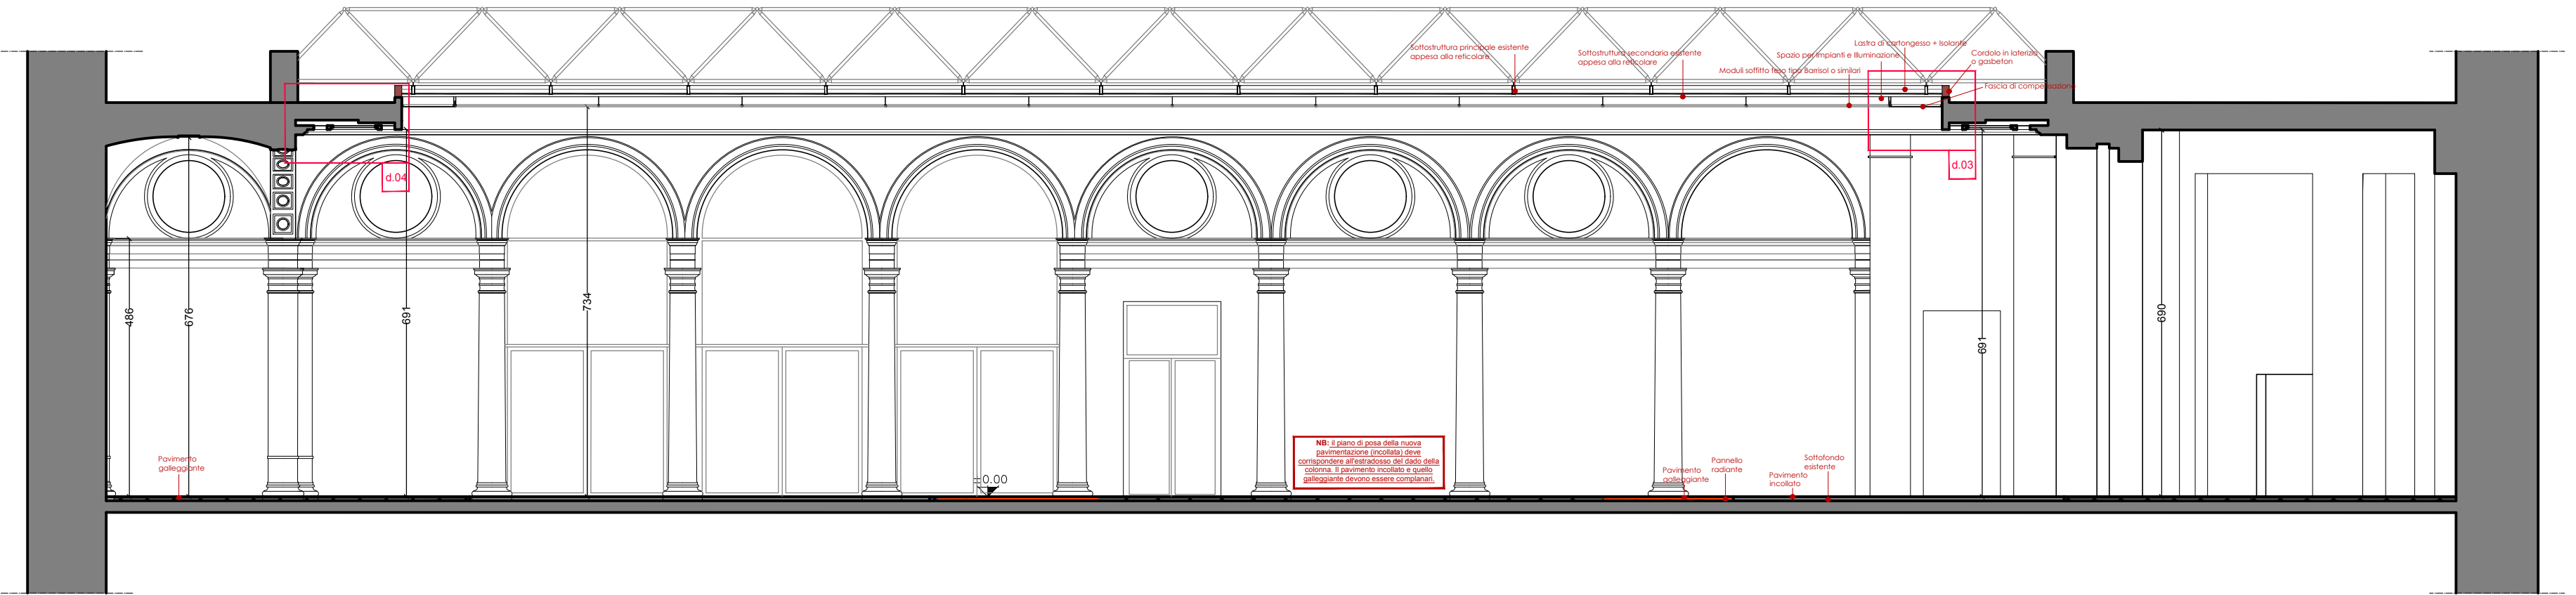 Sottostruttura principale esistente
appesa alla reticolare
Sottostruttura secondaria esistente
appesa alla reticolare
Lastra di cartongesso + Isolante
Spazio per Impianti e Illuminazione
Moduli soffitto teso tipo Barrisol o similari
Cordolo in laterizio
o gasbeton
Fascia di compensazione
d.04
d.03
486
676
691
734
691
690
±0.00
NB: il piano di posa della nuova
pavimentazione (incollata) deve
corrispondere all'estradosso del dado della
colonna. Il pavimento incollato e quello
galleggiante devono essere complanari.
Pavimento
galleggiante
Pavimento
galleggiante
Pannello
radiante
Pavimento
incollato
Sottofondo
esistente